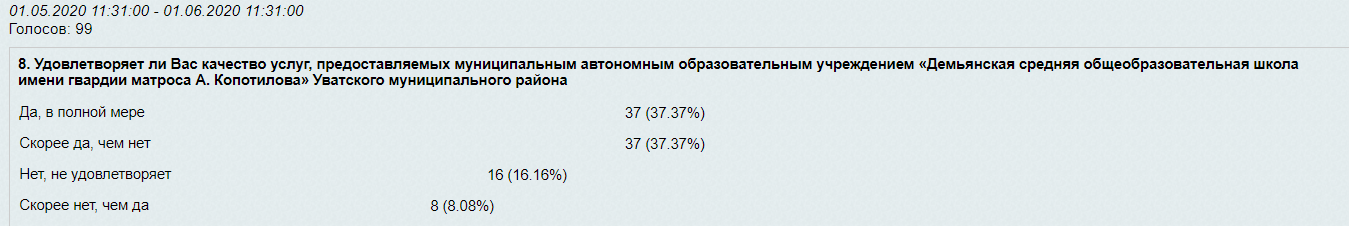 01.05.2020 11:31:00 - 01.06.2020 11:31:00
Голосов: 99
8. Удовлетворяет ли Вас качество услуг, предоставляемых муниципальным автономным образовательным учреждением «Демьянская средняя общеобразовательная школа
имени гвардии матроса А. Копотилова» Уватского муниципального района
Да, в полной мере 37 (37.37%)
Скорее да, чем нет 37 (37.37%)
Нет, не удовлетворяет 16 (16.16%)
Скорее нет, чем да 8 (8.08%)